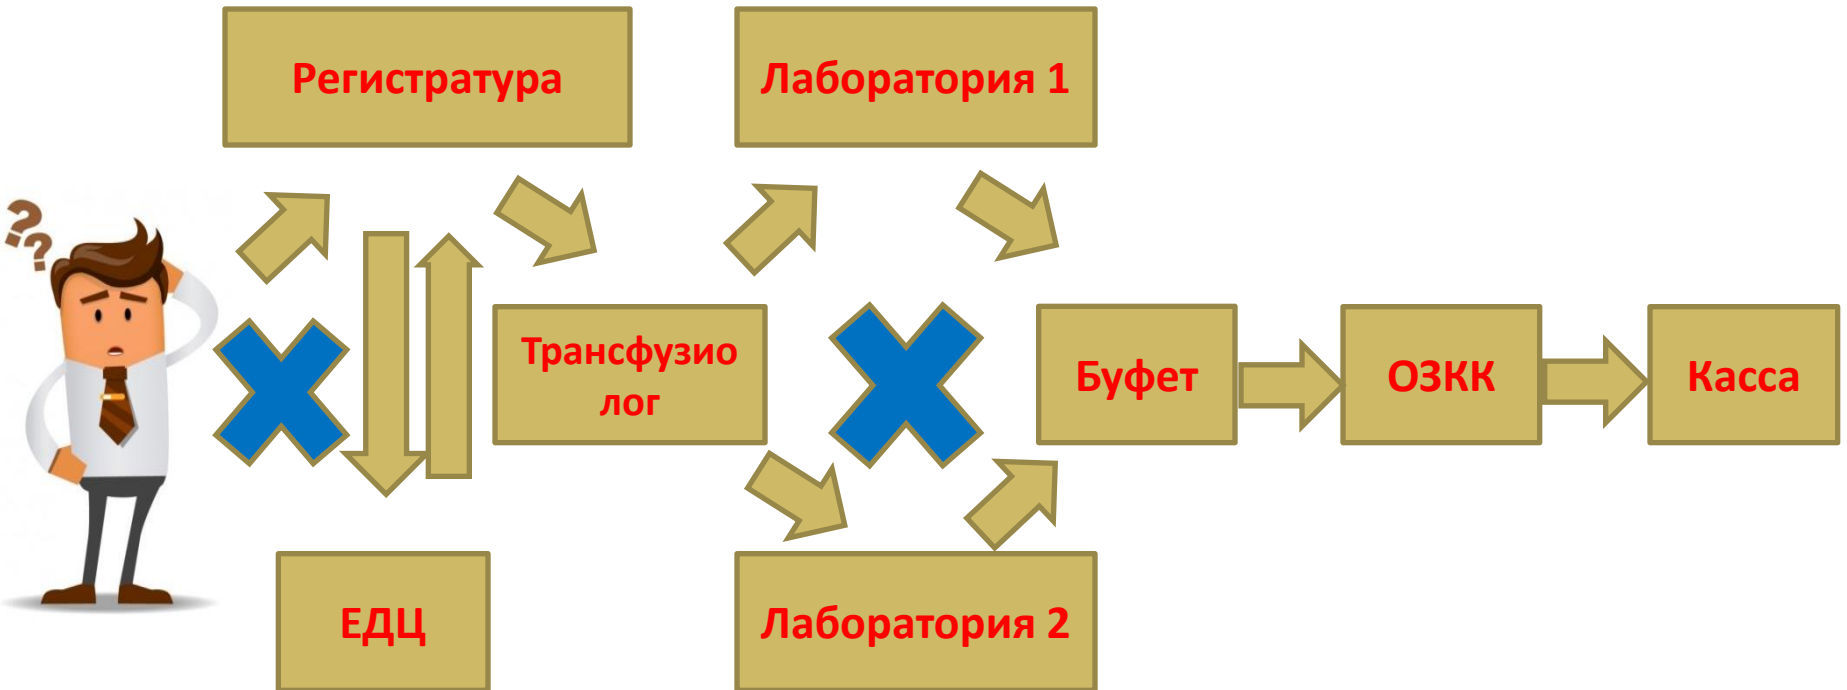 Регистратура
Лаборатория 1
??
Трансфузио
лог
Буфет
ОЗКК
Касса
ЕДЦ
Лаборатория 2